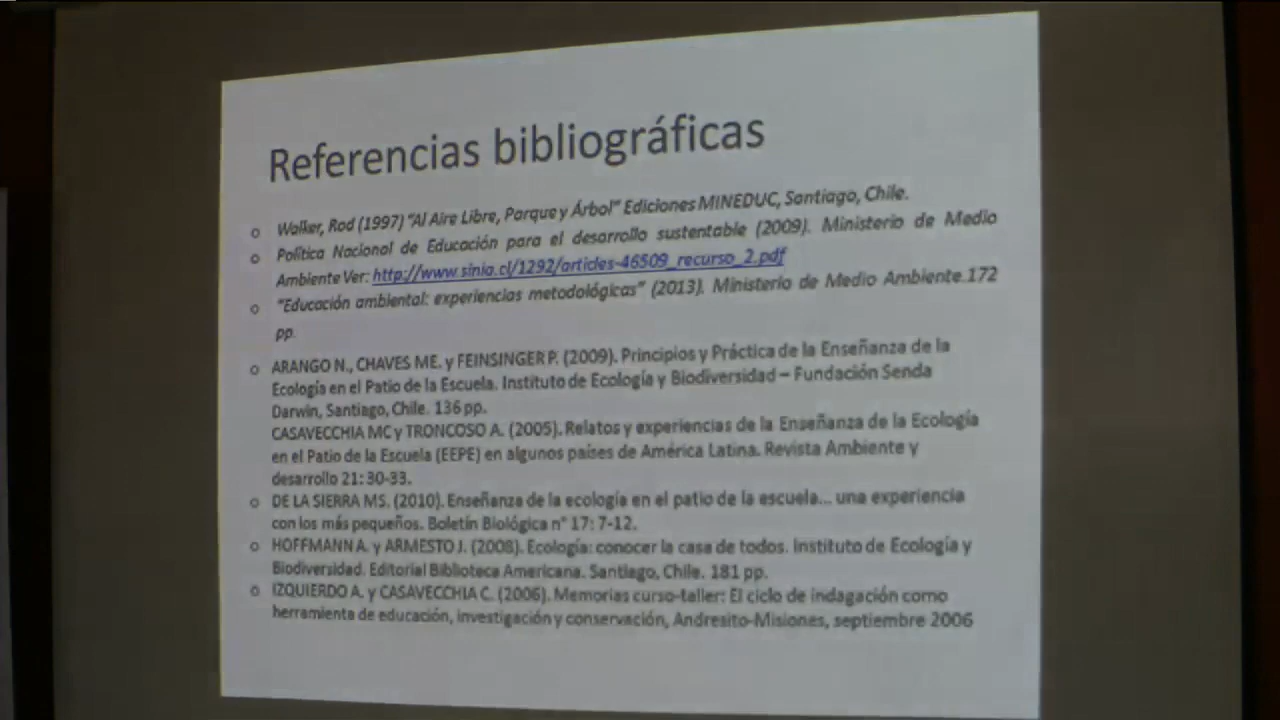 Referencias bibliográficas
Walker, Rod (1997) "Al Aire Libre, Parque y Árbol" Ediciones MINEDUC, Santiago, Chile.
Política Nacional de Educación para el desarrollo sustentable (2009). Ministerio de Medio
Ambiente Ver: http://www.sinia.cl/1292/articles-46509_recurso_2.pdf
"Educación ambiental: experiencias metodológicas" (2013). Ministerio de Medio Ambiente.172
pp.
ARANGO N., CHAVES ME. y FEINSINGER P. (2009). Principios y Práctica de la Enseñanza de la
Ecología en el Patio de la Escuela. Instituto de Ecología y Biodiversidad – Fundación Senda
Darwin, Santiago, Chile. 136 pp.
CASAVECCHIA MC y TRONCOSO A. (2005). Relatos y experiencias de la Enseñanza de la Ecología
en el Patio de la Escuela (EEPE) en algunos países de América Latina. Revista Ambiente y
desarrollo 21: 30-33.
DE LA SIERRA MS. (2010). Enseñanza de la ecología en el patio de la escuela... una experiencia
con los más pequeños. Boletín Biológica n° 17: 7-12.
HOFFMANN A. y ARMESTO J. (2008). Ecología: conocer la casa de todos. Instituto de Ecología y
Biodiversidad. Editorial Biblioteca Americana. Santiago, Chile. 181 pp.
IZQUIERDO A. y CASAVECCHIA C. (2006). Memorias curso-taller: El ciclo de indagación como
herramienta de educación, investigación y conservación, Andresito-Misiones, septiembre 2006